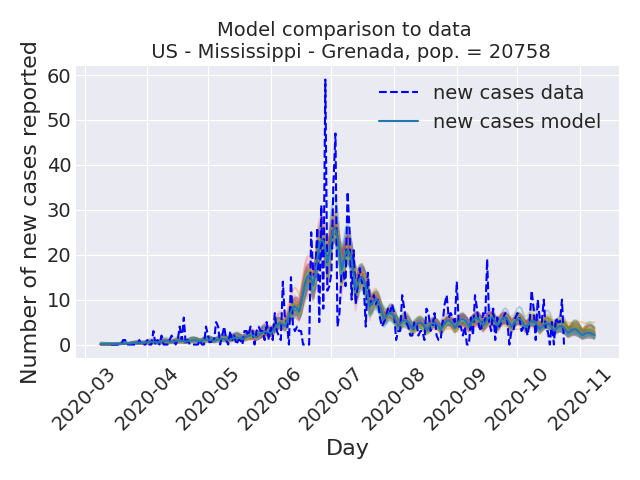 Model comparison to data
US - Mississippi - Grenada, pop. = 20758
Number of new cases reported
60
50
40
30
20
10
0
new cases data
new cases model
2020-03
2020-04
2020-05
2020-06
2020-07
2020-08
2020-09
2020-10
2020-11
Day